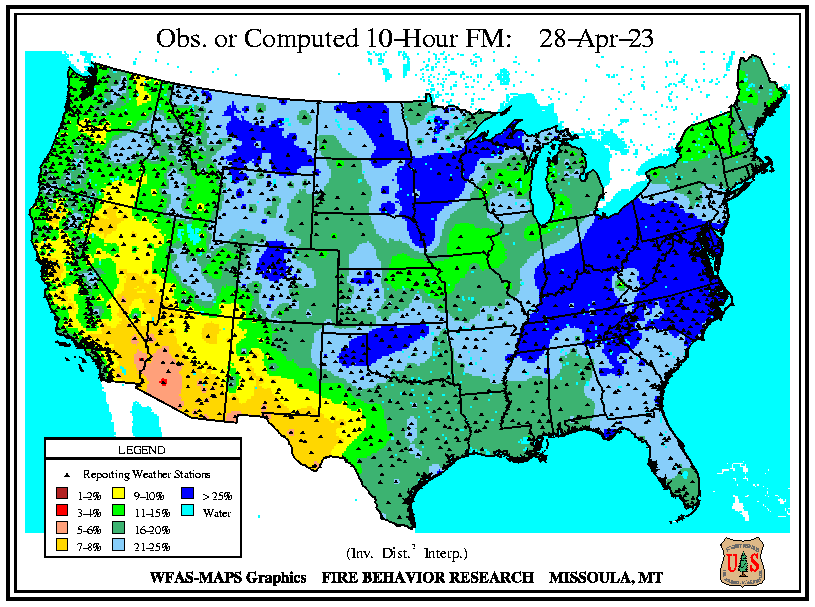 Obs. or Computed 10-Hour FM: 28-Apr-23
LEGEND
Reporting Weather Stations
1-2% 9-10% > 25%
3-4% 11-15% Water
5-6% 16-20%
7-8% 21-25%
(Inv. Dist.² Interp.)
WFAS-MAPS Graphics FIRE BEHAVIOR RESEARCH MISSOULA, MT
U S